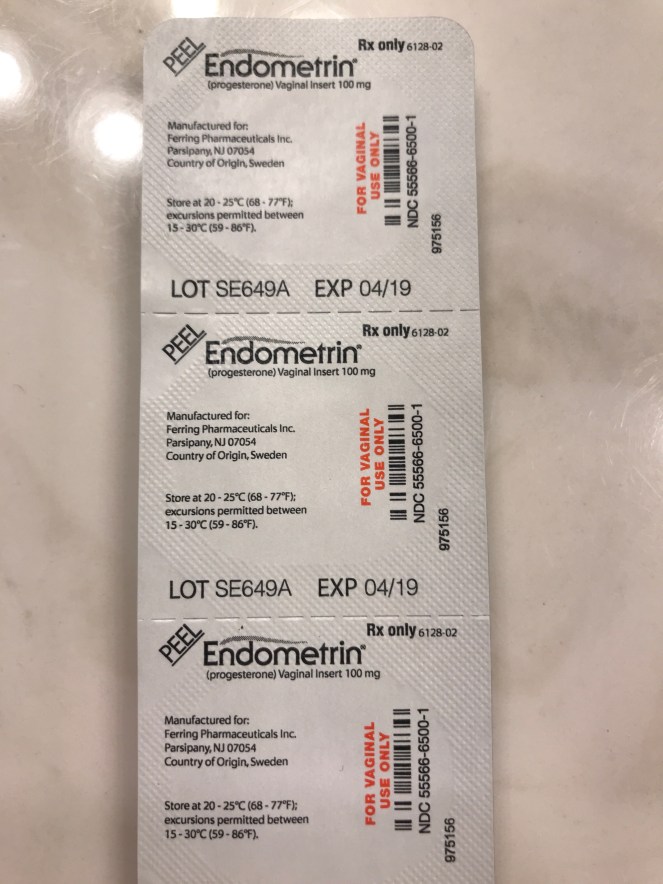 PEEL
Rx only 6128-02
Endometrin®
(progesterone) Vaginal Insert 100 mg
Manufactured for:
Ferring Pharmaceuticals Inc.
Parsipany, NJ 07054
Country of Origin, Sweden
Store at 20 - 25°C (68 - 77°F);
excursions permitted between
15 - 30°C (59 - 86°F).
FOR VAGINAL
USE ONLY
NDC 55566-6500-1
975156
LOT SE649A EXP 04/19
PEEL
Rx only 6128-02
Endometrin®
(progesterone) Vaginal Insert 100 mg
Manufactured for:
Ferring Pharmaceuticals Inc.
Parsipany, NJ 07054
Country of Origin, Sweden
Store at 20 - 25°C (68 - 77°F);
excursions permitted between
15 - 30°C (59 - 86°F).
FOR VAGINAL
USE ONLY
NDC 55566-6500-1
975156
LOT SE649A EXP 04/19
PEEL
Rx only 6128-02
Endometrin®
(progesterone) Vaginal Insert 100 mg
Manufactured for:
Ferring Pharmaceuticals Inc.
Parsipany, NJ 07054
Country of Origin, Sweden
Store at 20 - 25°C (68 - 77°F);
excursions permitted between
15 - 30°C (59 - 86°F).
FOR VAGINAL
USE ONLY
NDC 55566-6500-1
975156